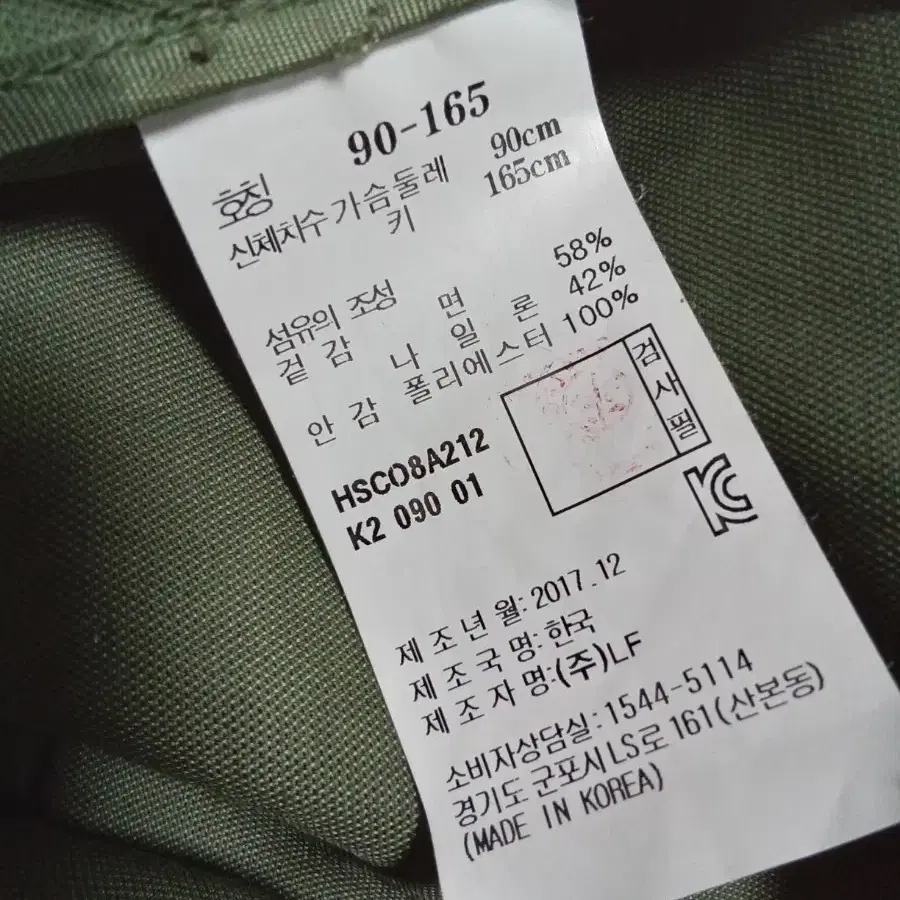 호칭 90-165
신체치수 가슴둘레 90cm
키 165cm
섬유의 조성 면 58%
겉감 나일론 42%
안감 폴리에스터 100%
검사필
HSCO8A212
K2 090 01
제조년월: 2017.12
제조국명: 한국
제조자명:(주)LF
소비자상담실: 1544-5114
경기도 군포시 LS로 161(산본동)
(MADE IN KOREA)